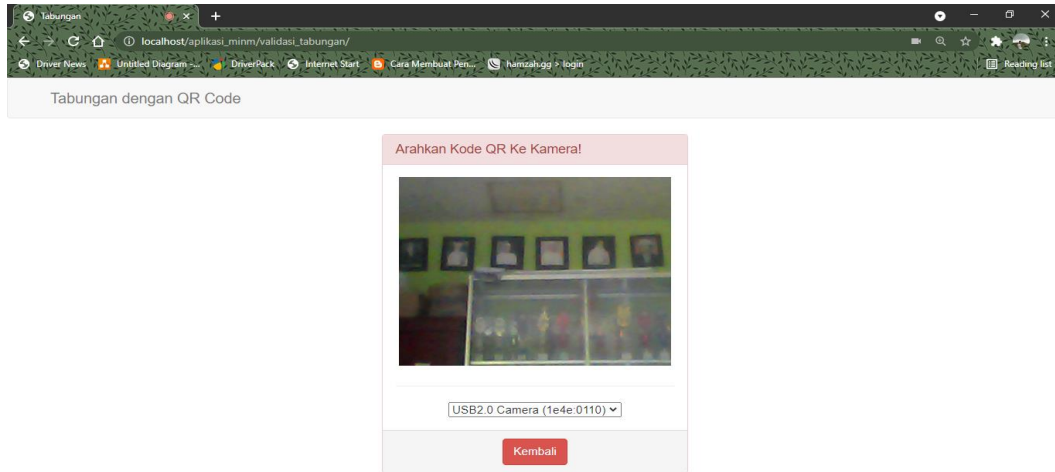 Tabungan
localhost/aplikasi_minm/validasi_tabungan/
Driver News Untitled Diagram -... DriverPack Internet Start Cara Membuat Pen... hamzah.gg > login Reading list
Tabungan dengan QR Code
Arahkan Kode QR Ke Kamera!
USB2.0 Camera (1e4e:0110)
Kembali